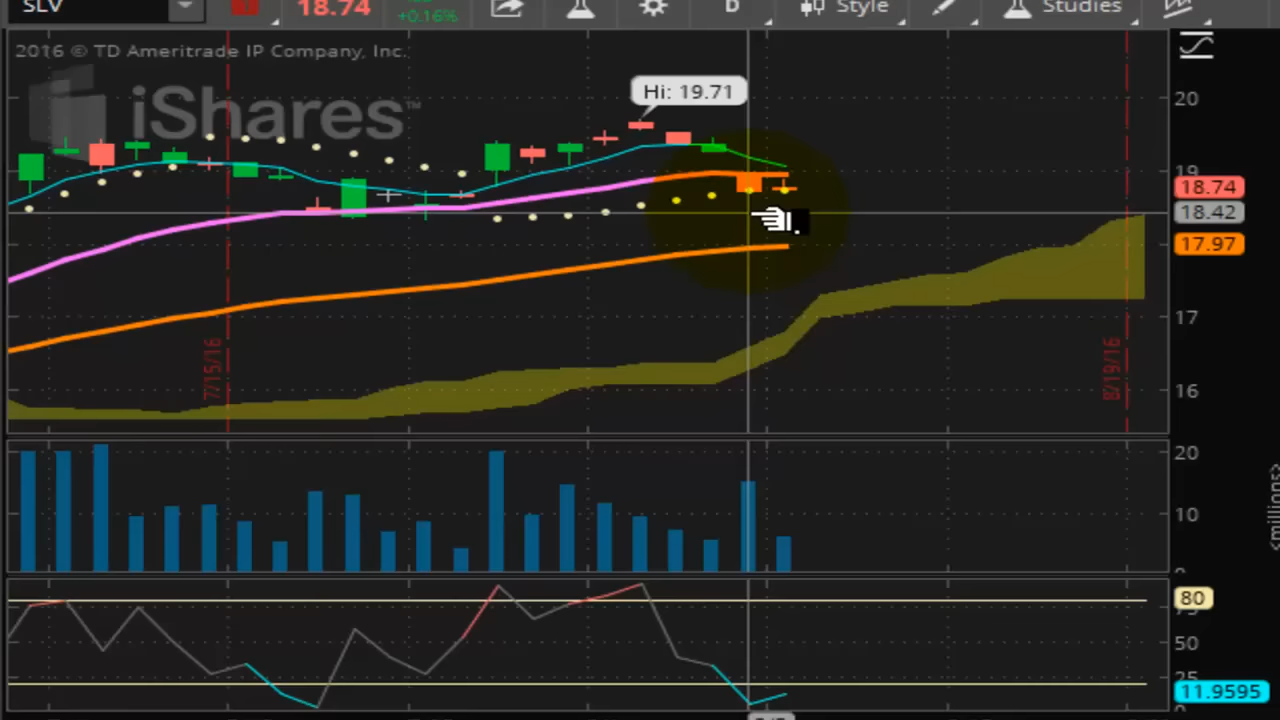 SLV
18.74
+0.16%
D
Style
Studies
2016 © TD Ameritrade IP Company, Inc.
iShares™
Hi: 19.71
20
19
18.74
18.42
17.97
17
16
7/15/16
8/19/16
20
10
<millions>
80
50
25
11.9595